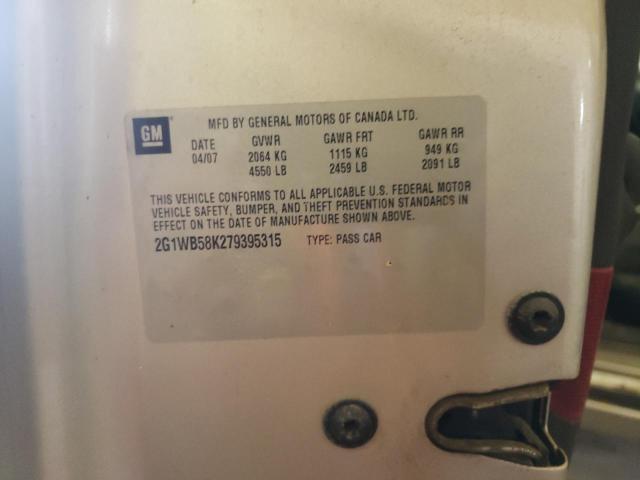 GM
MFD BY GENERAL MOTORS OF CANADA LTD.
DATE GVWR GAWR FRT GAWR RR
04/07 2064 KG 1115 KG 949 KG
4550 LB 2459 LB 2091 LB
THIS VEHICLE CONFORMS TO ALL APPLICABLE U.S. FEDERAL MOTOR
VEHICLE SAFETY, BUMPER, AND THEFT PREVENTION STANDARDS IN
EFFECT ON THE DATE OF MANUFACTURE SHOWN ABOVE.
2G1WB58K279395315 TYPE: PASS CAR